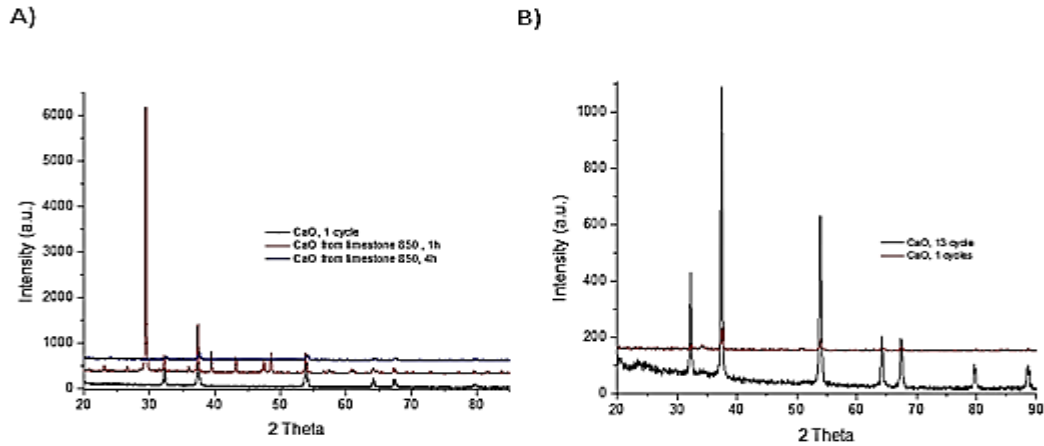 A)
B)
6000
5000
4000
3000
2000
1000
0
Intensity (a.u.)
CaO, 1 cycle
CaO from limestone 850 , 1h
CaO from limestone 850, 4h
20 30 40 50 60 70 80
2 Theta
1000
800
600
400
200
0
Intensity (a.u.)
CaO, 13 cycle
CaO, 1 cycles
20 30 40 50 60 70 80 90
2 Theta